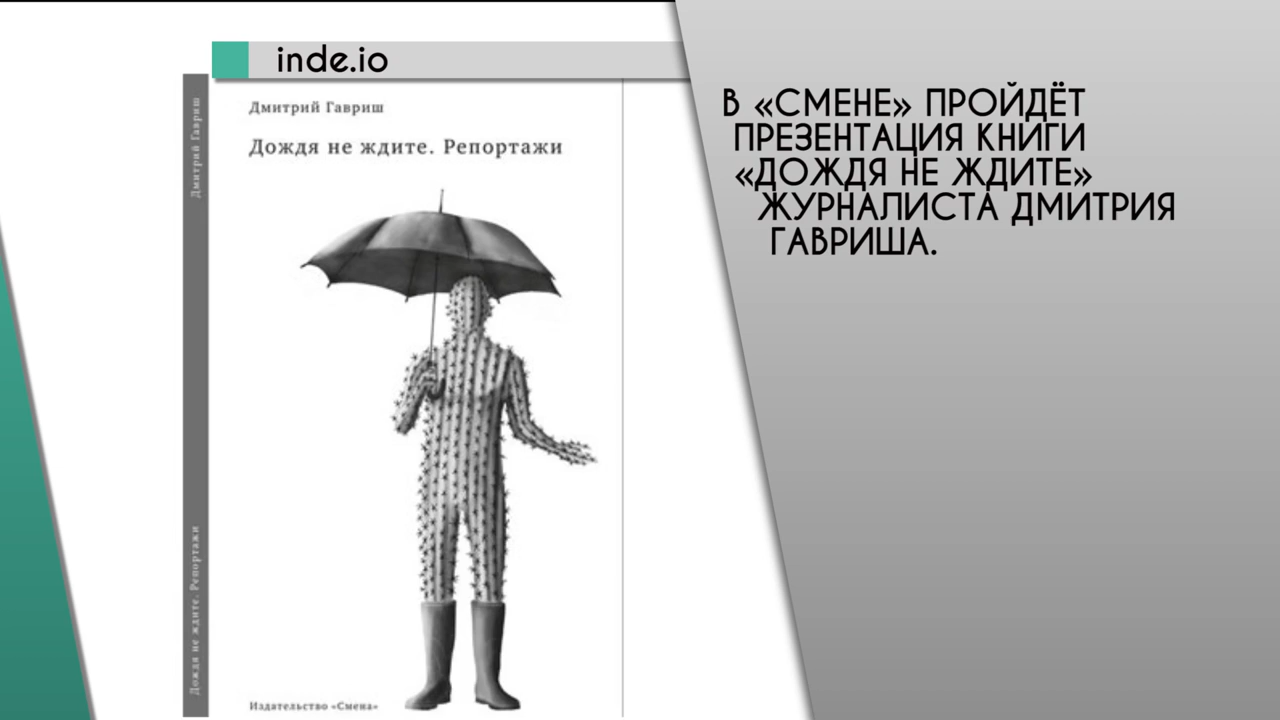 inde.io
Дмитрий Гавриш
Дождя не ждите. Репортажи
Издательство «Смена»
Дмитрий Гавриш
Дождя не ждите. Репортажи
В «СМЕНЕ» ПРОЙДЁТ
ПРЕЗЕНТАЦИЯ КНИГИ
«ДОЖДЯ НЕ ЖДИТЕ»
ЖУРНАЛИСТА ДМИТРИЯ
ГАВРИША.